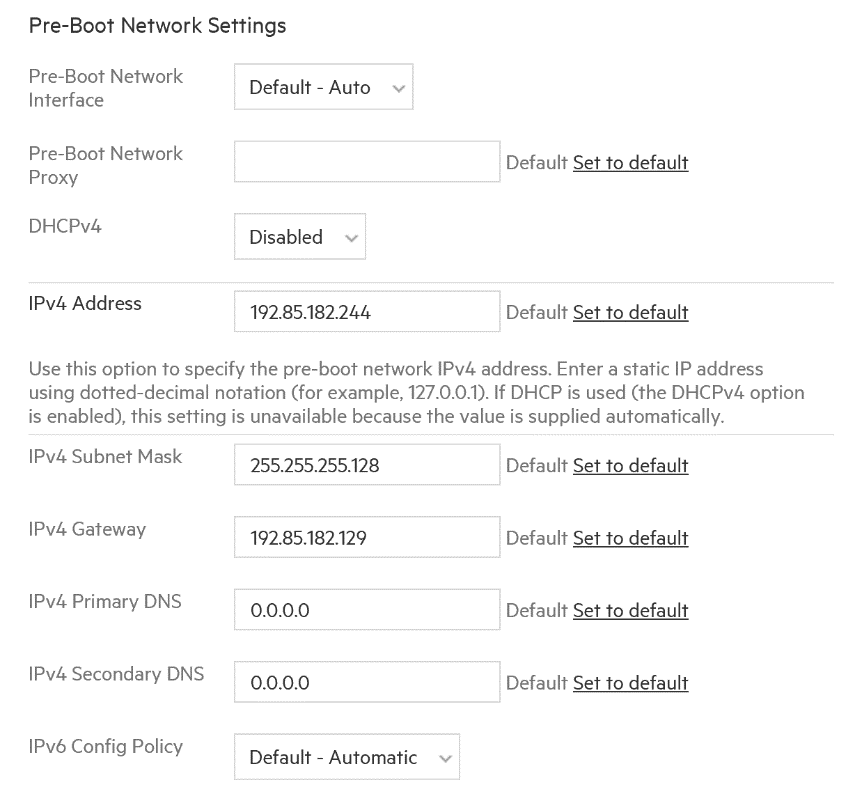 Pre-Boot Network Settings
Pre-Boot Network
Interface
Default - Auto
Pre-Boot Network
Proxy
Default Set to default
DHCPv4
Disabled
IPv4 Address
192.85.182.244
Default Set to default
Use this option to specify the pre-boot network IPv4 address. Enter a static IP address
using dotted-decimal notation (for example, 127.0.0.1). If DHCP is used (the DHCPv4 option
is enabled), this setting is unavailable because the value is supplied automatically.
IPv4 Subnet Mask
255.255.255.128
Default Set to default
IPv4 Gateway
192.85.182.129
Default Set to default
IPv4 Primary DNS
0.0.0.0
Default Set to default
IPv4 Secondary DNS
0.0.0.0
Default Set to default
IPv6 Config Policy
Default - Automatic